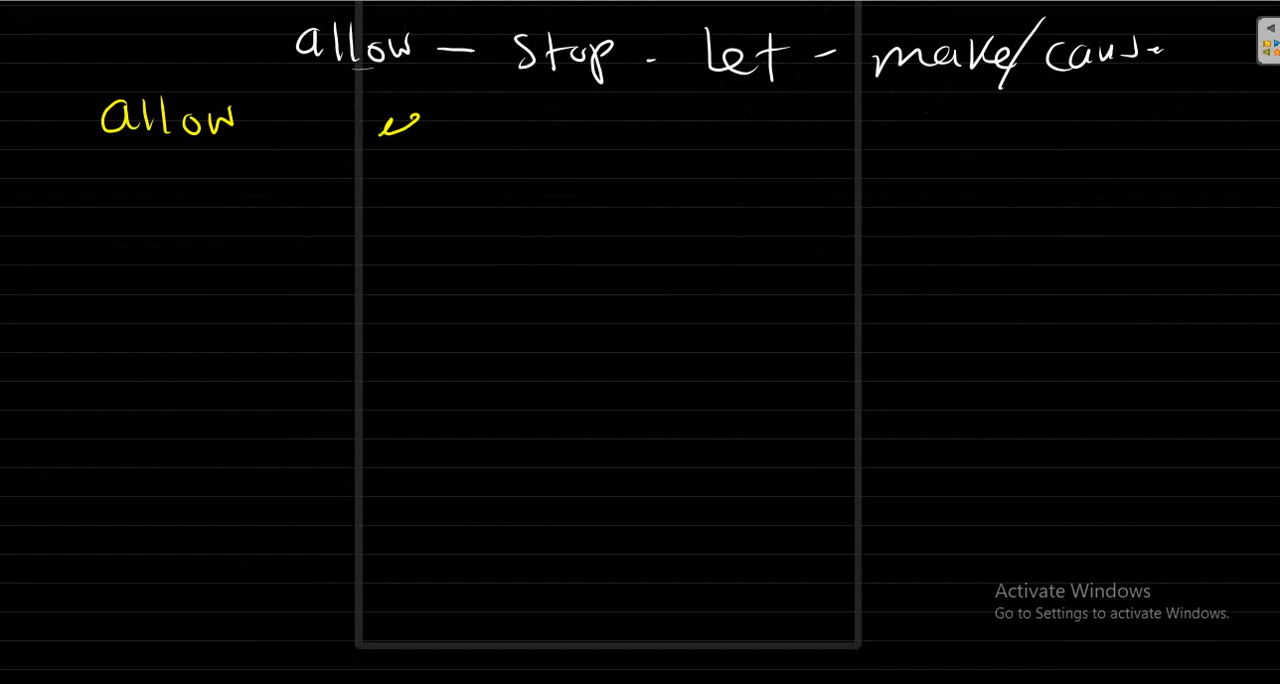 allow - stop. Let - make/cause
allow
Activate Windows
Go to Settings to activate Windows.